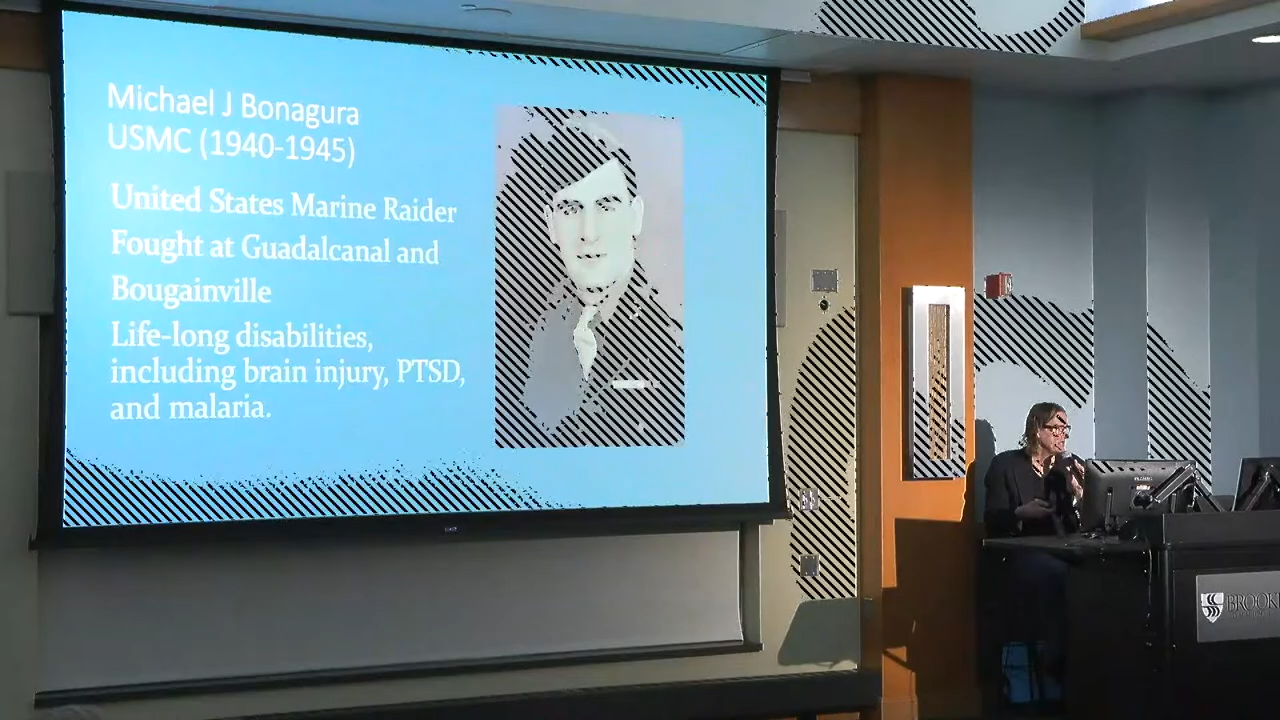 Michael J Bonagura
USMC (1940-1945)
United States Marine Raider
Fought at Guadalcanal and
Bougainville
Life-long disabilities,
including brain injury, PTSD,
and malaria.
BROOK